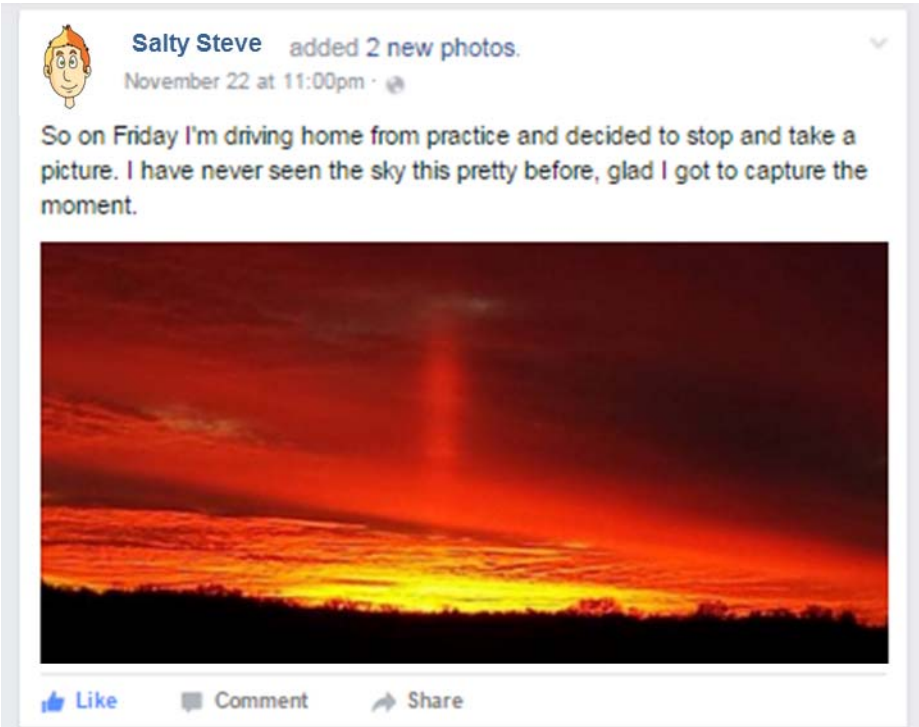 Salty Steve added 2 new photos.
November 22 at 11:00pm ·
So on Friday I'm driving home from practice and decided to stop and take a
picture. I have never seen the sky this pretty before, glad I got to capture the
moment.
Like Comment Share